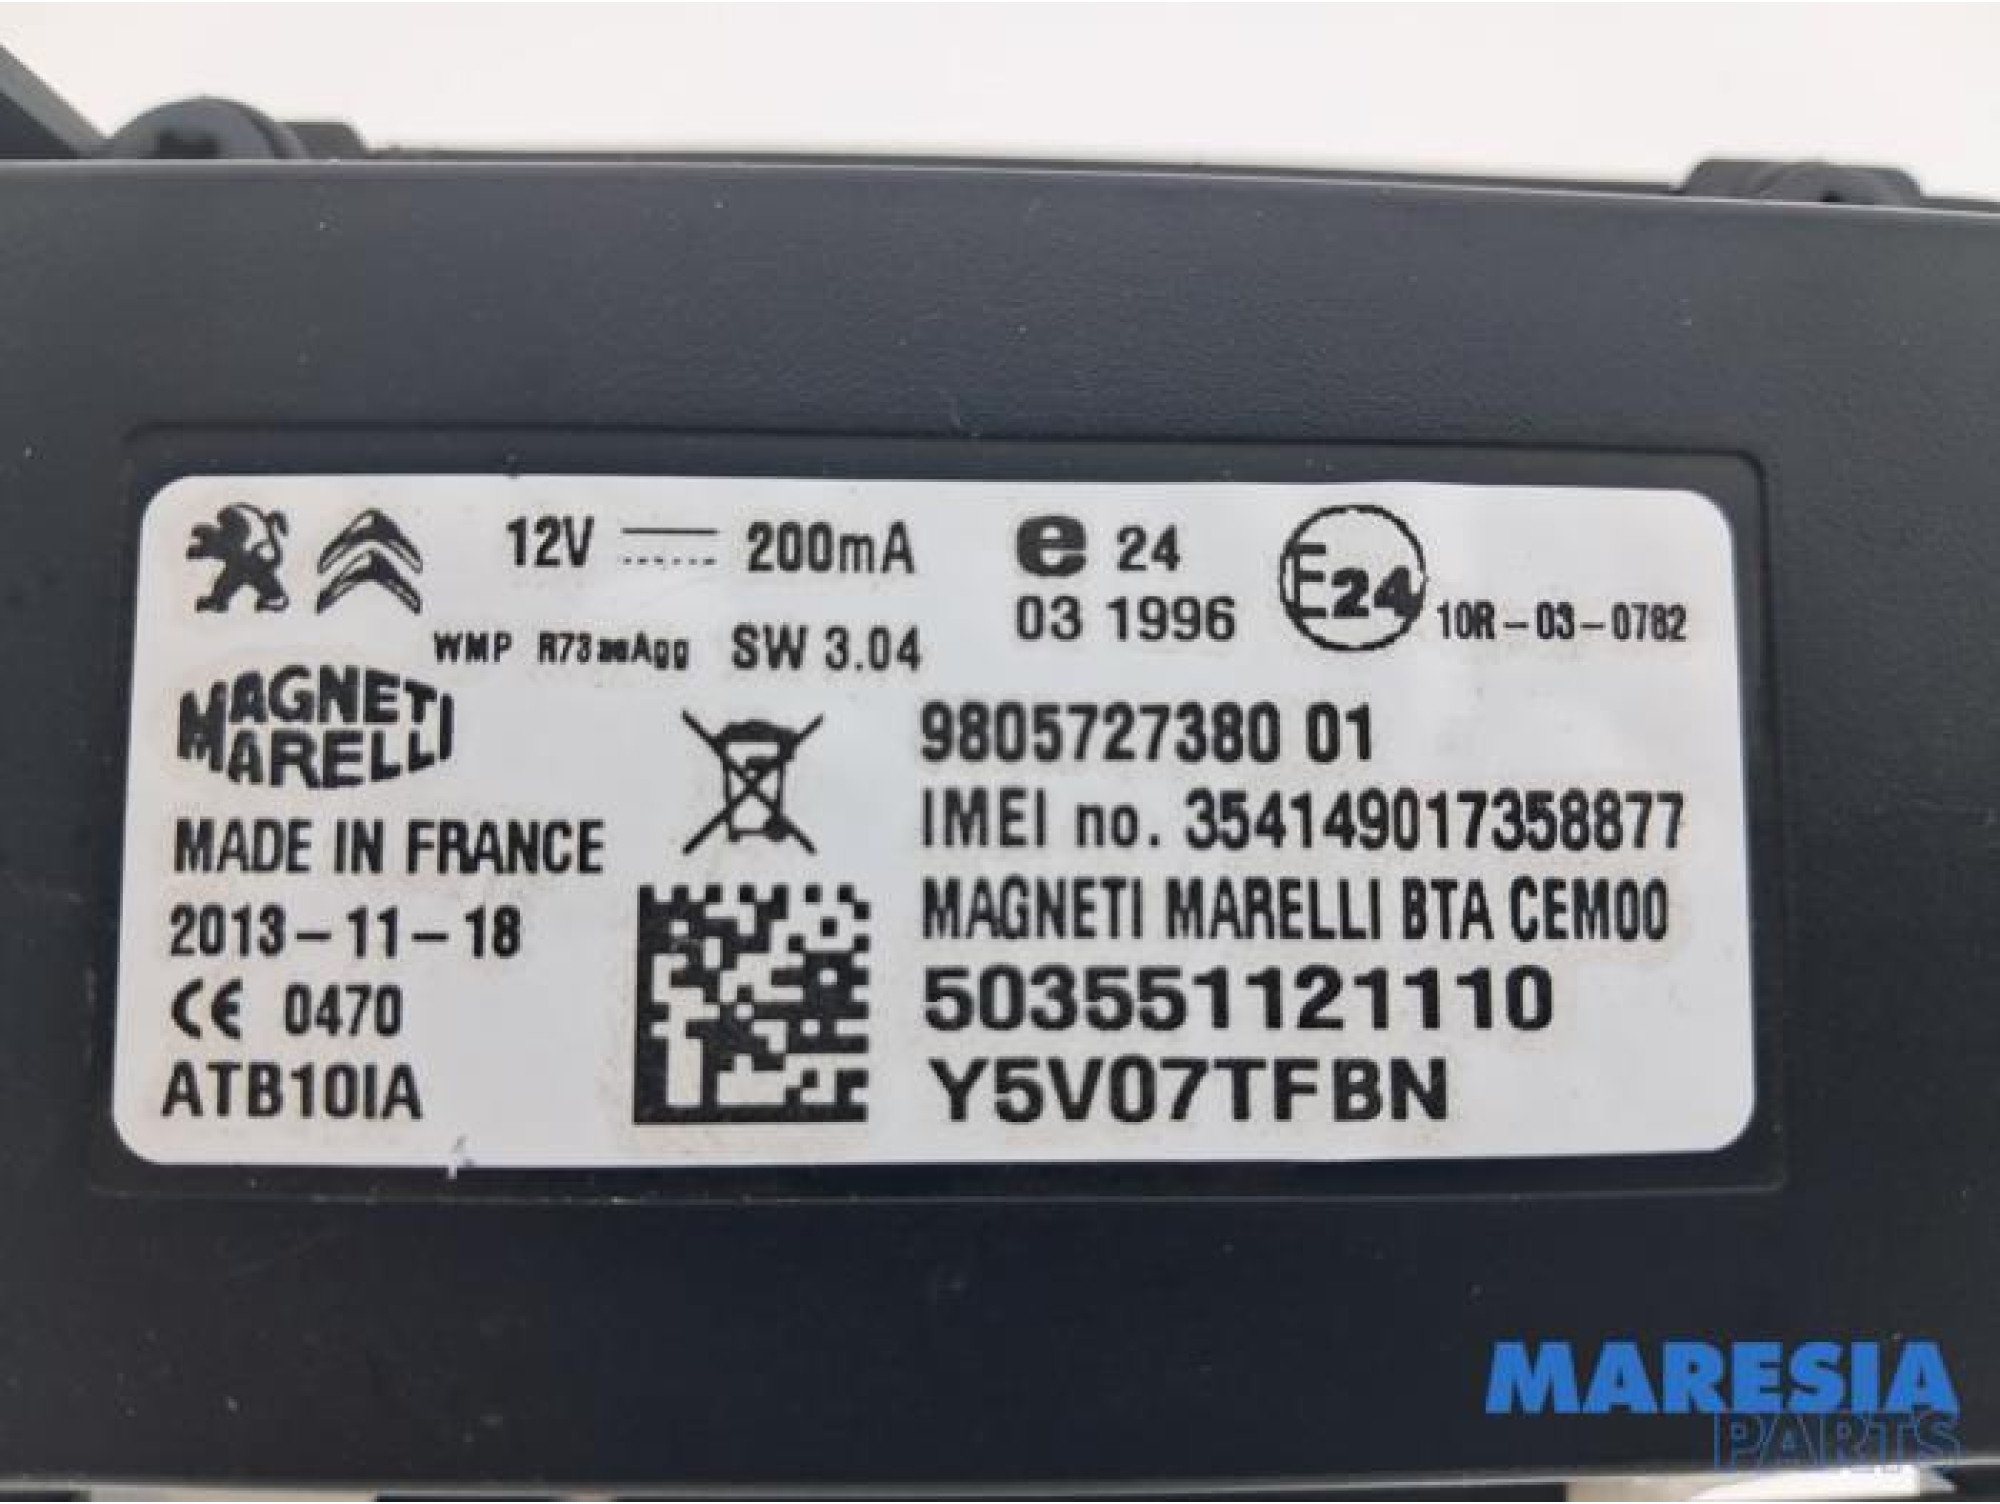 12V 200mA e 24
03 1996 E24 10R-03-0782
WMP R73aeAgg SW 3.04
MAGNETI
MARELLI
9805727380 01
IMEI no. 354149017358877
MADE IN FRANCE
MAGNETI MARELLI BTA CEM00
2013-11-18
503551121110
CE 0470
ATB10IA
Y5V07TFBN
MARESIA
PARTS